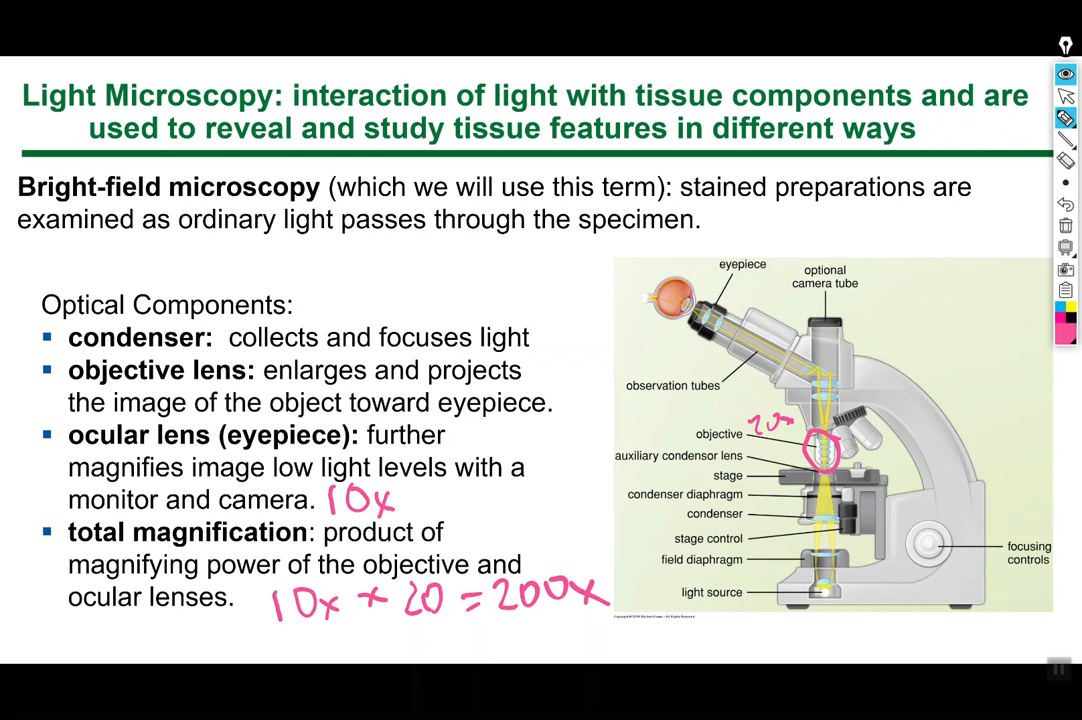 Light Microscopy: interaction of light with tissue components and are
used to reveal and study tissue features in different ways
Bright-field microscopy (which we will use this term): stained preparations are
examined as ordinary light passes through the specimen.
Optical Components:
▪ condenser: collects and focuses light
▪ objective lens: enlarges and projects
the image of the object toward eyepiece.
▪ ocular lens (eyepiece): further
magnifies image low light levels with a
monitor and camera. 10x
▪ total magnification: product of
magnifying power of the objective and
ocular lenses.
10x × 20 = 200x
eyepiece
optional
camera tube
observation tubes
20x
objective
auxiliary condensor lens
stage
condenser diaphragm
condenser
stage control
field diaphragm
light source
focusing
controls